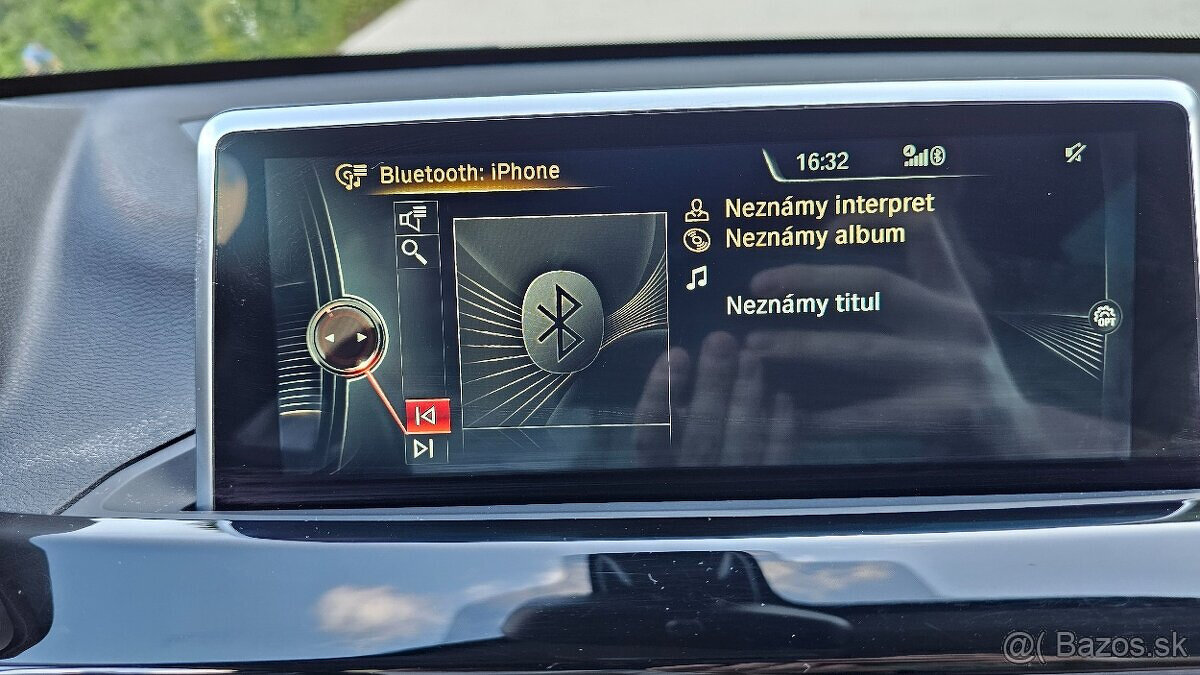 Bluetooth: iPhone
16:32
Neznámy interpret
Neznámy album
Neznámy titul
OPT
@( Bazos.sk